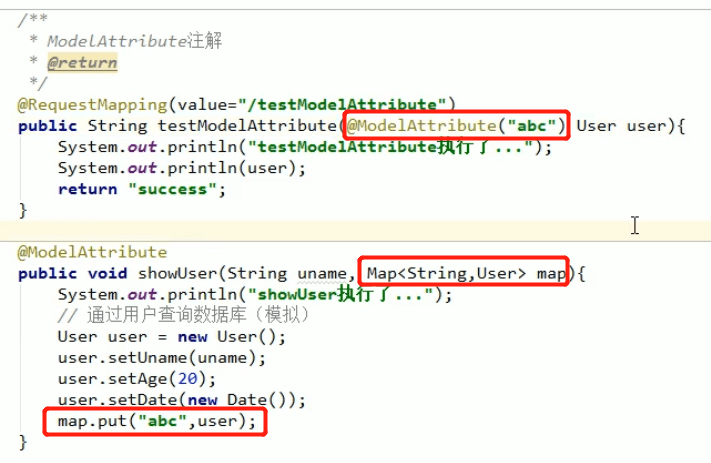 /**
 * ModelAttribute注解
 * @return
 */
@RequestMapping(value="/testModelAttribute")
public String testModelAttribute(@ModelAttribute("abc") User user){
    System.out.println("testModelAttribute执行了...");
    System.out.println(user);
    return "success";
}
@ModelAttribute
public void showUser(String uname, Map<String,User> map){
    System.out.println("showUser执行了...");
    // 通过用户查询数据库（模拟）
    User user = new User();
    user.setUname(uname);
    user.setAge(20);
    user.setDate(new Date());
    map.put("abc",user);
}